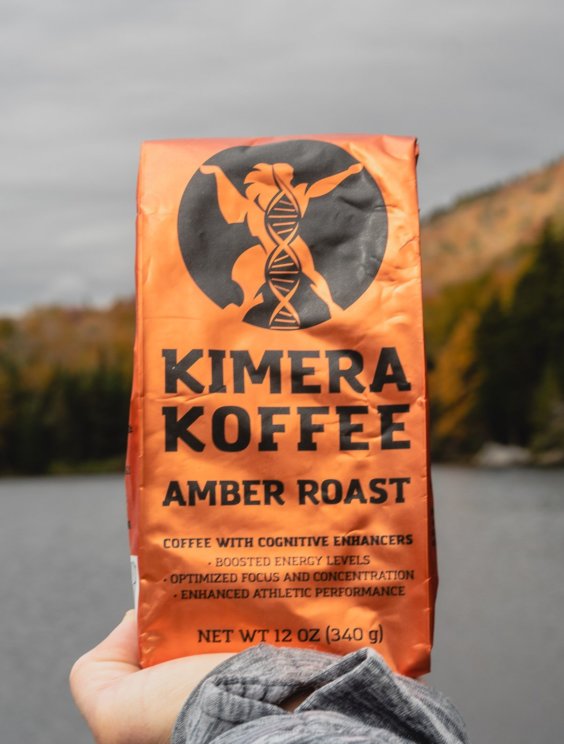 KIMERA
KOFFEE
AMBER ROAST
COFFEE WITH COGNITIVE ENHANCERS
· BOOSTED ENERGY LEVELS
· OPTIMIZED FOCUS AND CONCENTRATION
· ENHANCED ATHLETIC PERFORMANCE
NET WT 12 OZ (340 g)